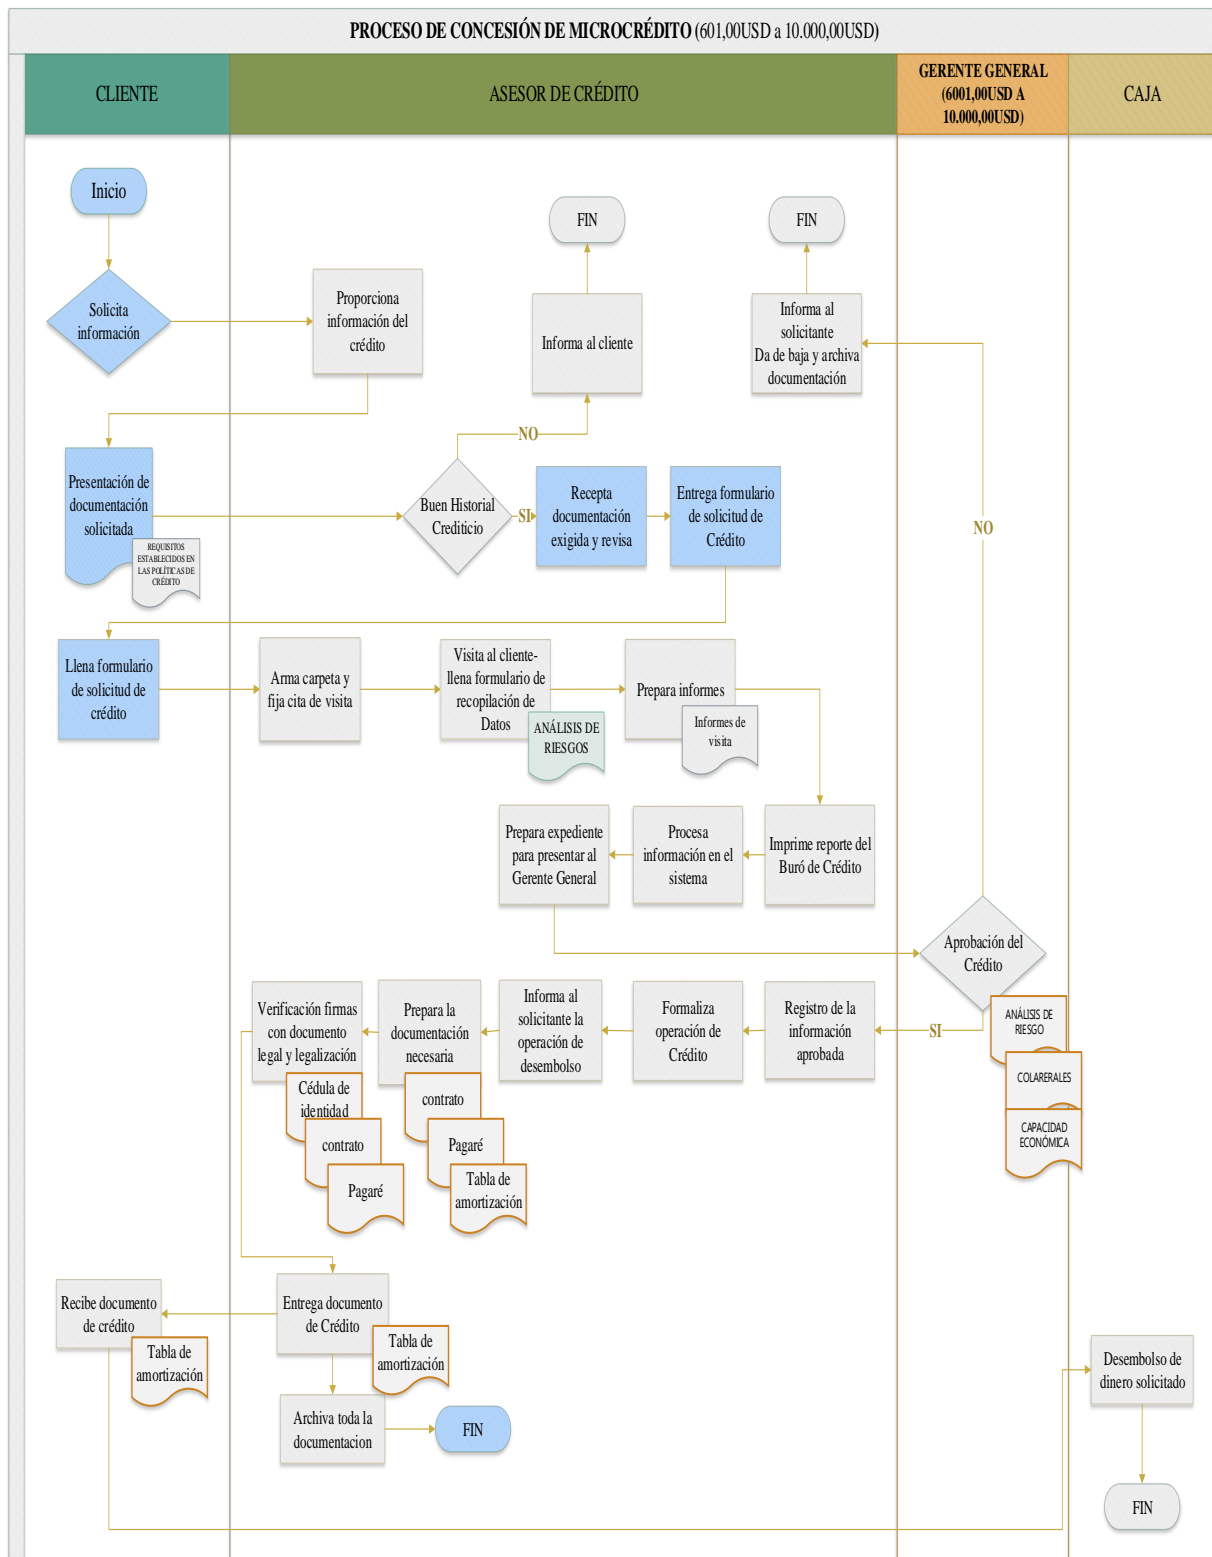 PROCESO DE CONCESIÓN DE MICROCRÉDITO (601,00USD a 10.000,00USD)
CLIENTE
ASESOR DE CRÉDITO
GERENTE GENERAL
(6001,00USD A
10.000,00USD)
CAJA
Inicio
FIN
FIN
Solicita
información
Proporciona
información del
crédito
Informa al cliente
Informa al
solicitante
Da de baja y archiva
documentación
NO
Presentación de
documentación
solicitada
REQUISITOS
ESTABLECIDOS EN
LAS POLÍTICAS DE
CRÉDITO
Buen Historial
Crediticio
SI
Recepta
documentación
exigida y revisa
Entrega formulario
de solicitud de
Crédito
NO
Llena formulario
de solicitud de
crédito
Arma carpeta y
fija cita de visita
Visita al cliente-
llena formulario de
recopilación de
Datos
ANÁLISIS DE
RIESGOS
Prepara informes
Informes de
visita
Prepara expediente
para presentar al
Gerente General
Procesa
información en el
sistema
Imprime reporte del
Buró de Crédito
Aprobación del
Crédito
Verificación firmas
con documento
legal y legalización
Prepara la
documentación
necesaria
Informa al
solicitante la
operación de
desembolso
Formaliza
operación de
Crédito
Registro de la
información
aprobada
SI
ANÁLISIS DE
RIESGO
COLARERALES
CAPACIDAD
ECONÓMICA
Cédula de
identidad
contrato
Pagaré
contrato
Pagaré
Tabla de
amortización
Recibe documento
de crédito
Tabla de
amortización
Entrega documento
de Crédito
Tabla de
amortización
Desembolso de
dinero solicitado
Archiva toda la
documentacion
FIN
FIN